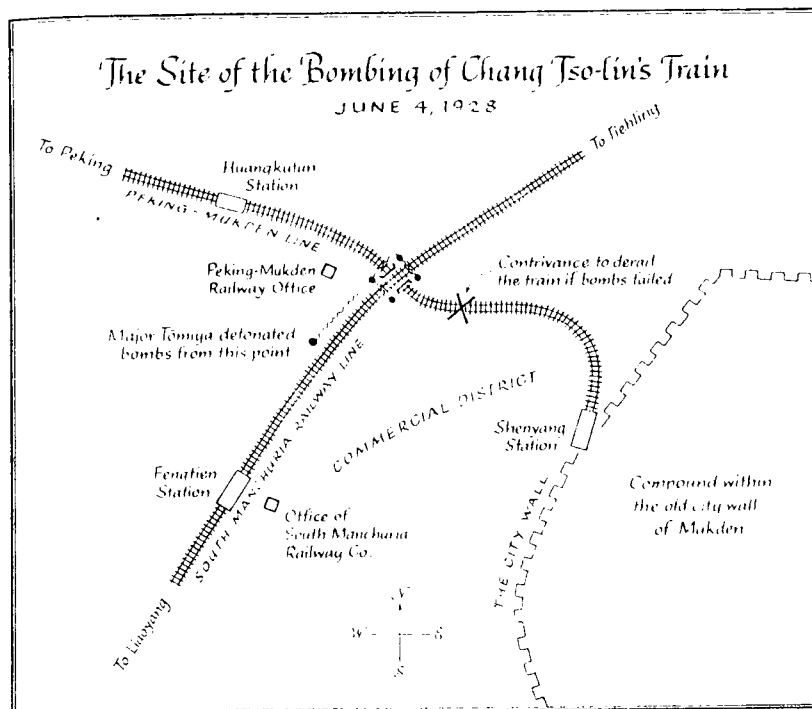 The Site of the Bombing of Chang Tso-lin's Train
JUNE 4, 1928
To Peking
Huangkutun
Station
To Tiehling
PEKING - MUKDEN LINE
Peking-Mukden
Railway Office
Contrivance to derail
the train if bombs failed
Major Tōmiya detonated
bombs from this point
COMMERCIAL DISTRICT
Shenyang
Station
Fengtien
Station
SOUTH MANCHURIA RAILWAY LINE
Office of
South Manchuria
Railway Co.
THE CITY WALL
Compound within
the old city wall
of Mukden
To Liaoyang
N
W